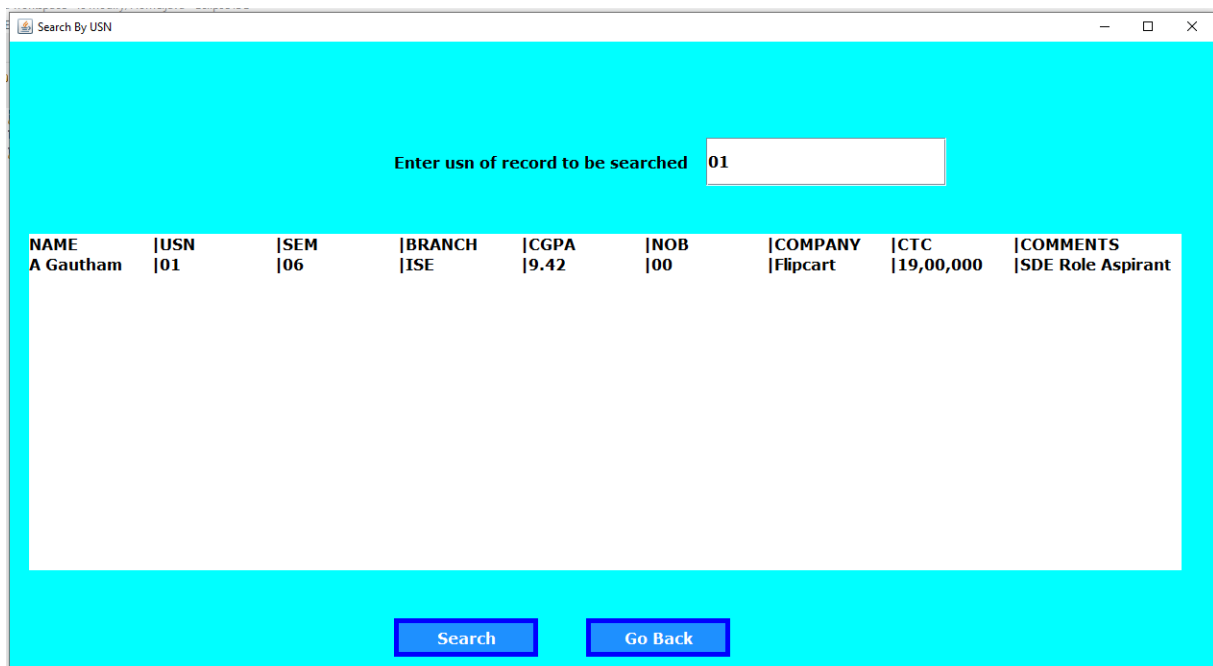 Search By USN
Enter usn of record to be searched 01
NAME |USN |SEM |BRANCH |CGPA |NOB |COMPANY |CTC |COMMENTS
A Gautham |01 |06 |ISE |9.42 |00 |Flipcart |19,00,000 |SDE Role Aspirant
Search Go Back